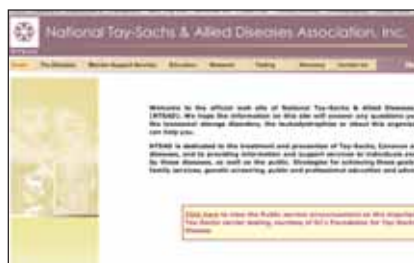 National Tay-Sachs & Allied Diseases Association, Inc.
NTSAD
Home The Diseases Member Support Services Education Research Testing Advocacy Contact Us
Welcome to the official web site of National Tay-Sachs & Allied Diseases
(NTSAD). We hope the information on this site will answer any questions you
the lysosomal storage disorders, the leukodystrophies or about this organiza
can help you.
NTSAD is dedicated to the treatment and prevention of Tay-Sachs, Canavan a
diseases, and to providing information and support services to individuals and
by these diseases, as well as the public. Strategies for achieving these goals
family services, genetic screening, public and professional education and advoc
Click here to view the Public service announcement on the importan
Tay-Sachs carrier testing, courtesy of Foundation for Tay-Sachs
Disease